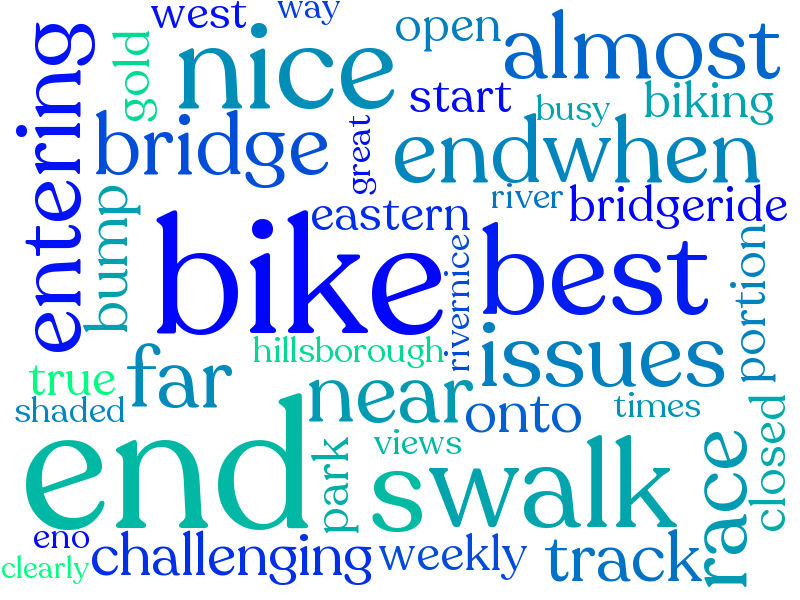 west
way
nice
open
almost
entering
gold
start
busy
biking
bridge
great
endwhen
bump
eastern
river
bridgeride
bike
best
rivernice
portion
hillsborough
issues
true
far
near
onto
times
shaded
end
park
views
s
walk
race
closed
eno
clearly
challenging
weekly
track